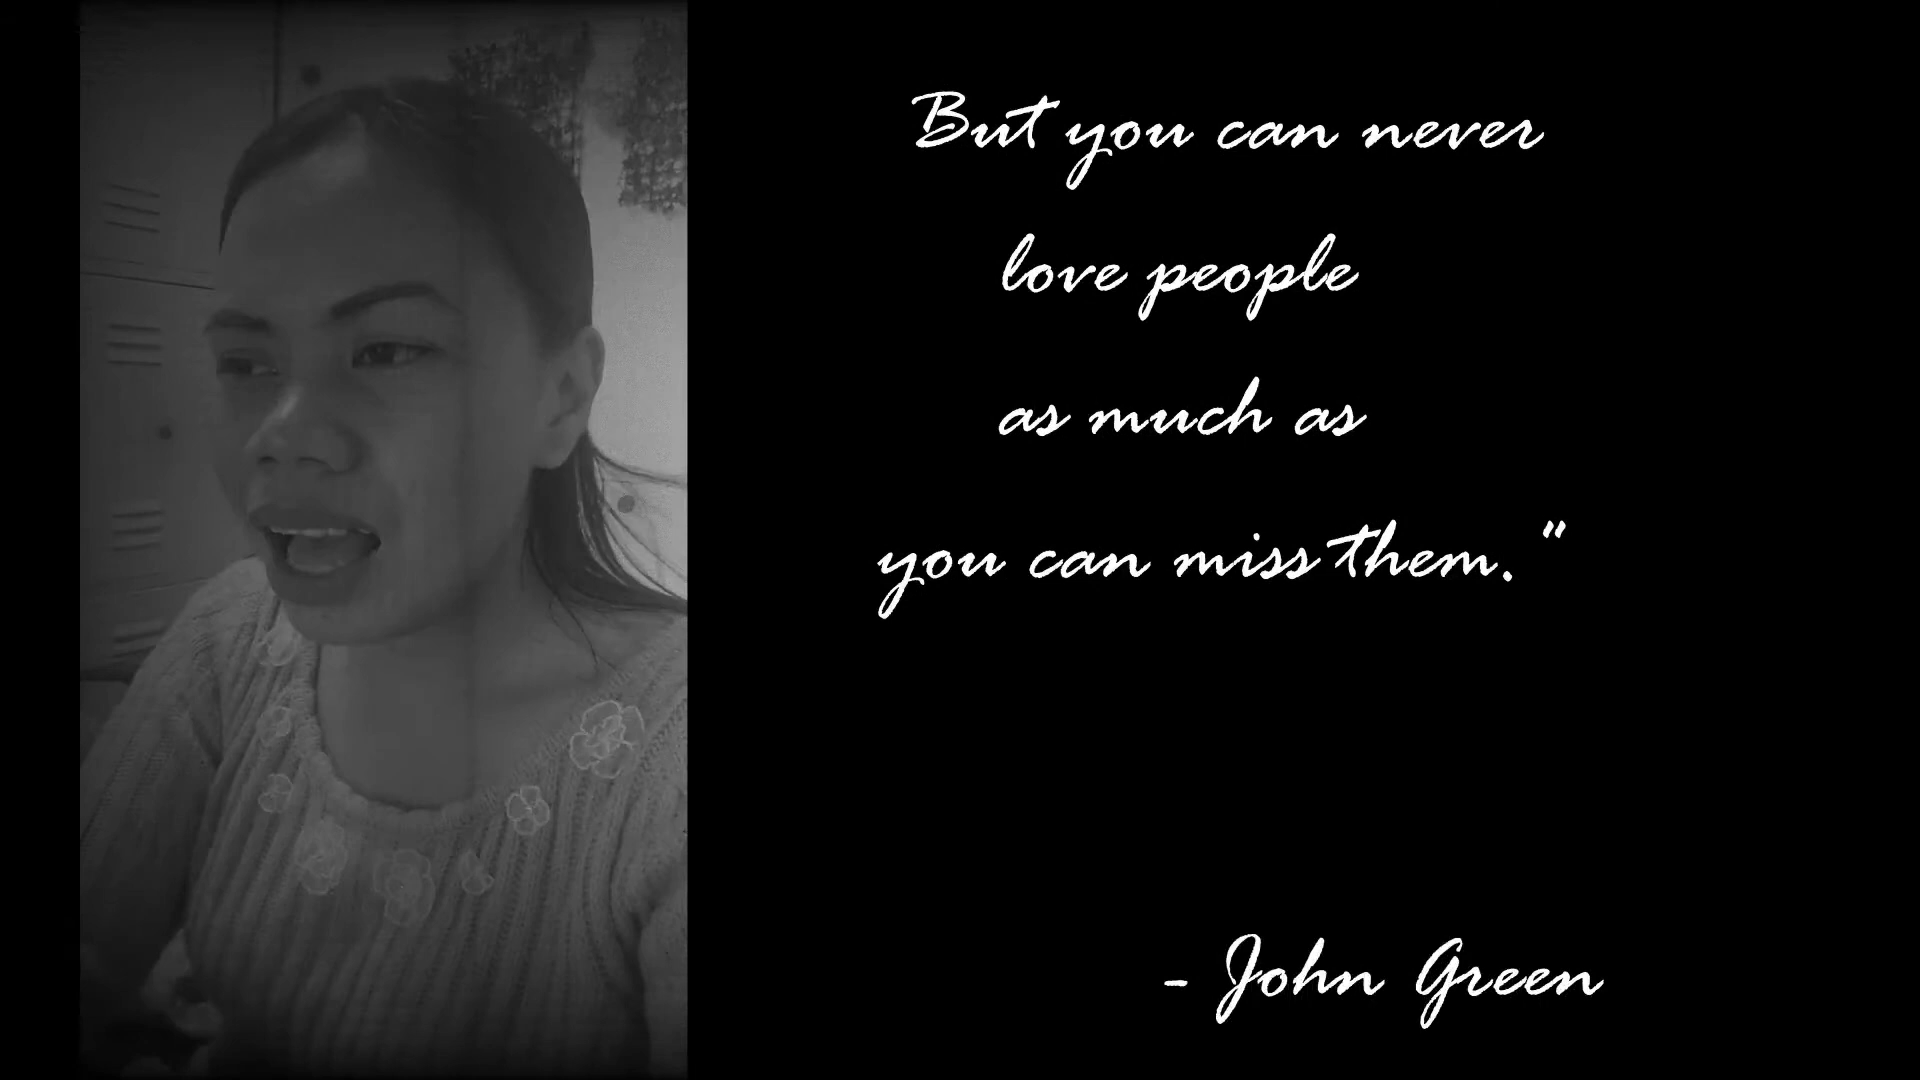 But you can never
love people
as much as
you can miss them."
- John Green